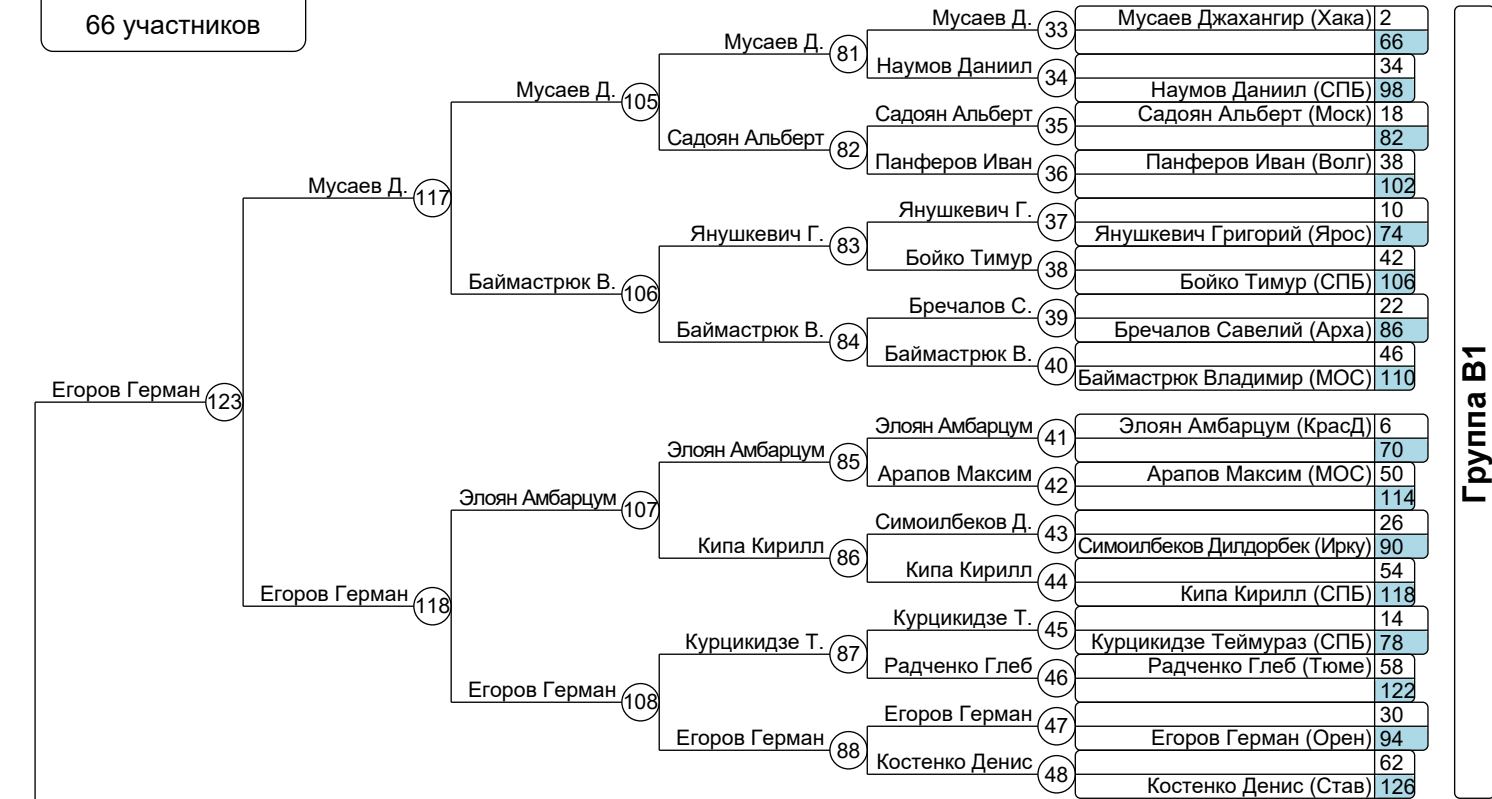 66 участников
Мусаев Д. 33 Мусаев Джахангир (Хака) 2
Мусаев Д. 81 66
Наумов Даниил 34 34
Мусаев Д. 105 Наумов Даниил (СПБ) 98
Садоян Альберт 35 Садоян Альберт (Моск) 18
Садоян Альберт 82 82
Панферов Иван 36 Панферов Иван (Волг) 38
Мусаев Д. 117 102
Янушкевич Г. 37 10
Янушкевич Г. 83 Янушкевич Григорий (Ярос) 74
Бойко Тимур 38 42
Баймастрюк В. 106 Бойко Тимур (СПБ) 106
Бречалов С. 39 22
Баймастрюк В. 84 Бречалов Савелий (Арха) 86
Баймастрюк В. 40 46
Баймастрюк Владимир (МОС) 110
Егоров Герман 123
Элоян Амбарцум 41 Элоян Амбарцум (КрасД) 6
Элоян Амбарцум 85 70
Арапов Максим 42 Арапов Максим (МОС) 50
Элоян Амбарцум 107 114
Симоилбеков Д. 43 26
Кипа Кирилл 86 Симоилбеков Дилдорбек (Ирку) 90
Кипа Кирилл 44 54
Егоров Герман 118 Кипа Кирилл (СПБ) 118
Курцикидзе Т. 45 14
Курцикидзе Т. 87 Курцикидзе Теймураз (СПБ) 78
Радченко Глеб 46 Радченко Глеб (Тюме) 58
Егоров Герман 108 122
Егоров Герман 47 30
Егоров Герман 88 Егоров Герман (Орен) 94
Костенко Денис 48 62
Костенко Денис (Став) 126
Группа B1